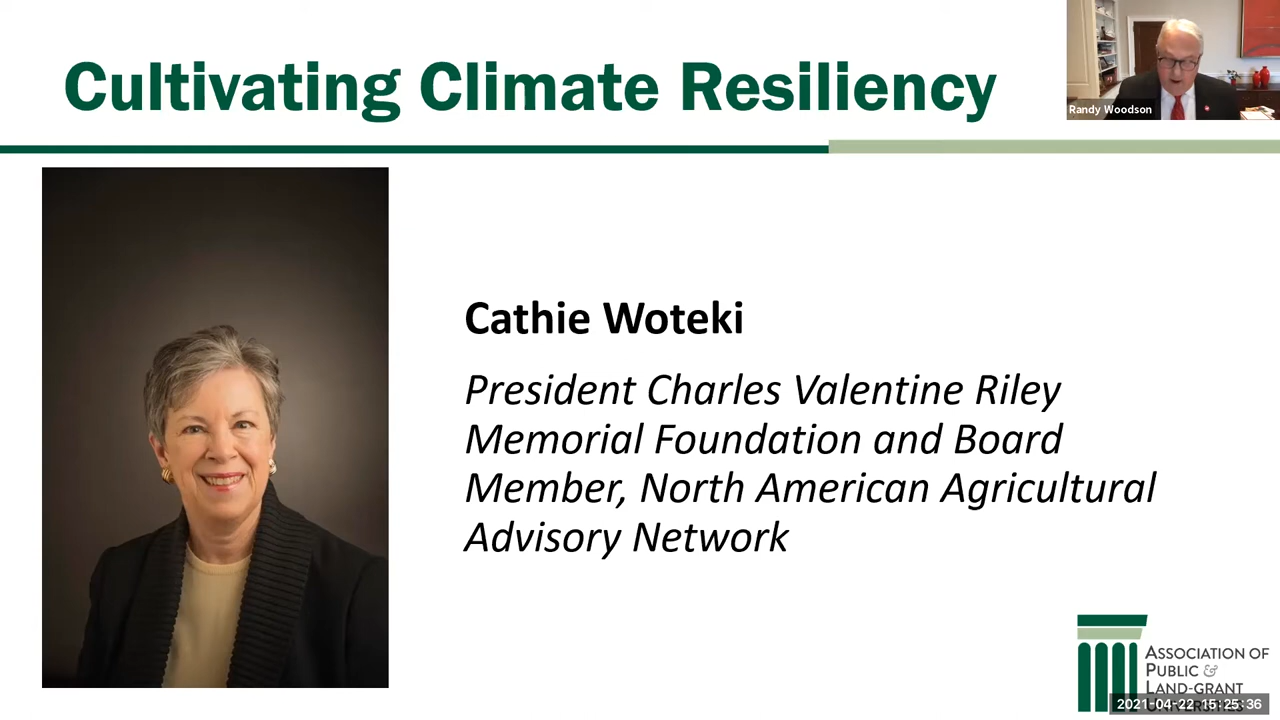 Cultivating Climate Resiliency
Randy Woodson
Cathie Woteki
President Charles Valentine Riley
Memorial Foundation and Board
Member, North American Agricultural
Advisory Network
ASSOCIATION OF
PUBLIC &
LAND-GRANT
UNIVERSITIES
2021-04-22 15:25:36